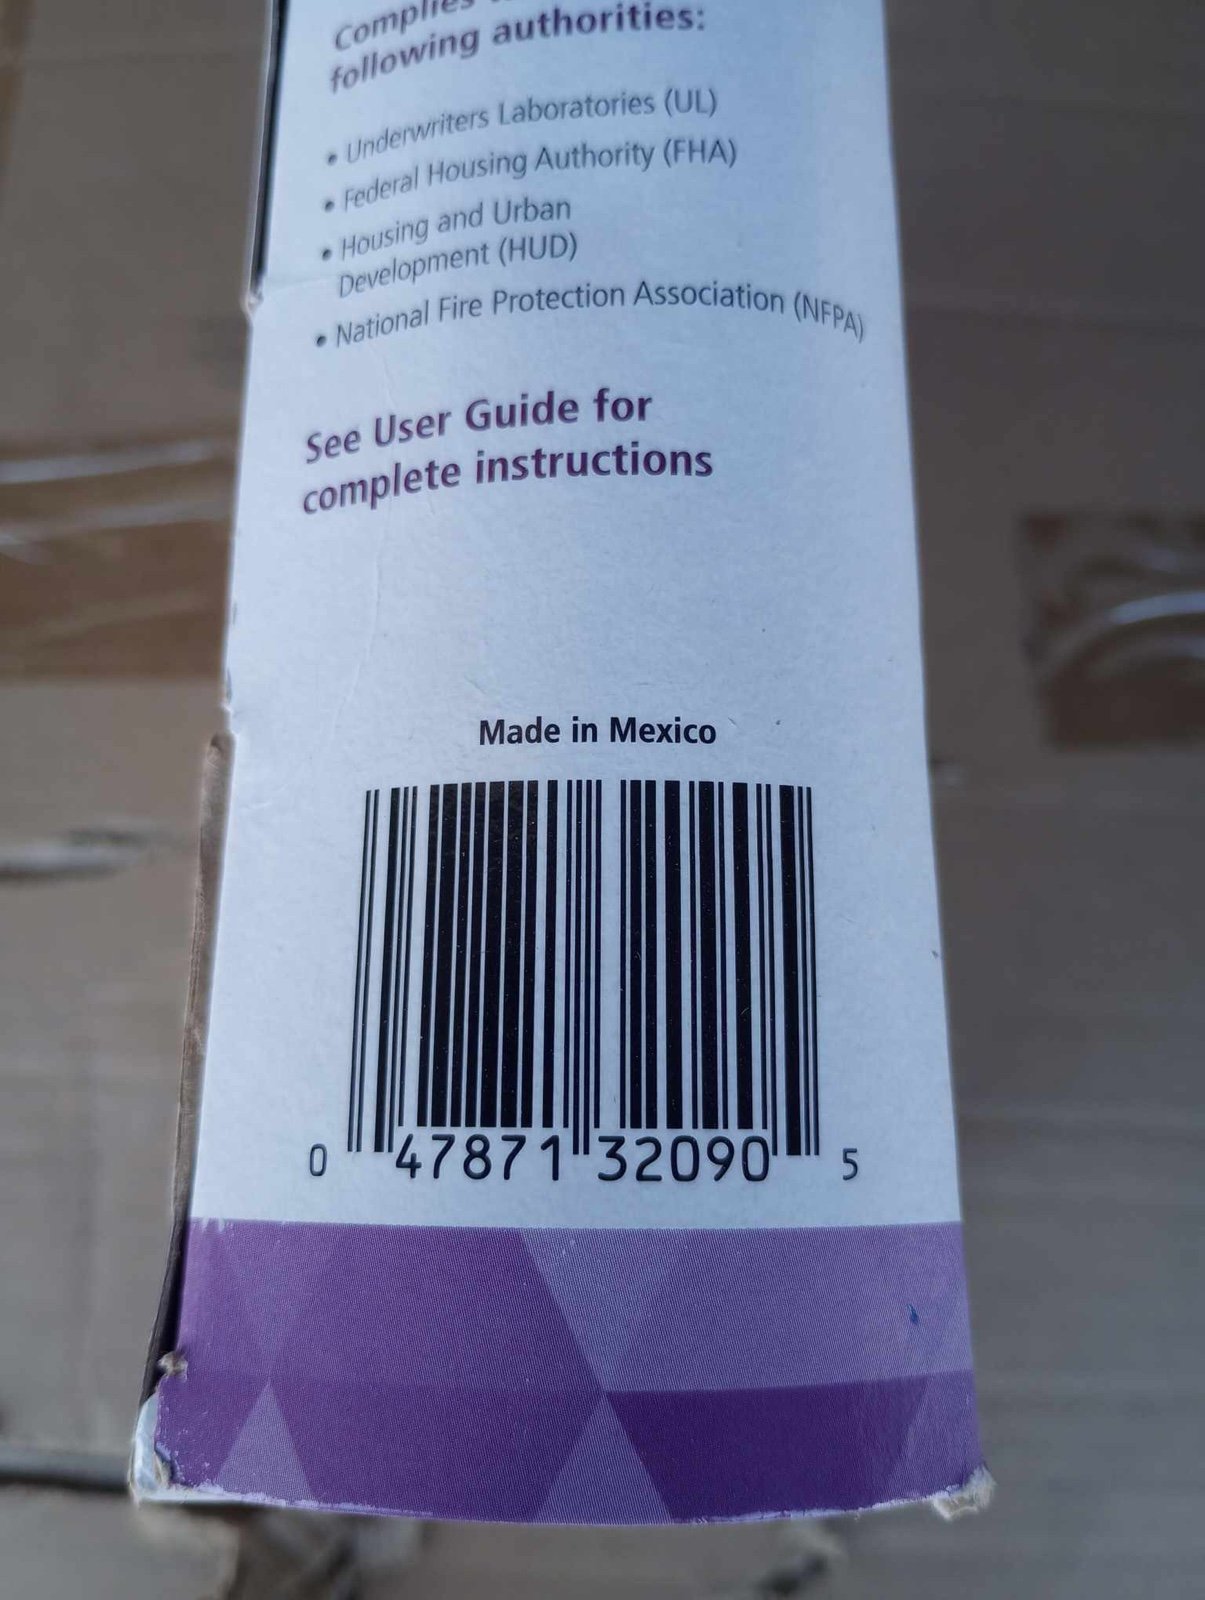 Complies
following authorities:
• Underwriters Laboratories (UL)
• Federal Housing Authority (FHA)
• Housing and Urban
Development (HUD)
• National Fire Protection Association (NFPA)
See User Guide for
complete instructions
Made in Mexico
0 47871 32090 5